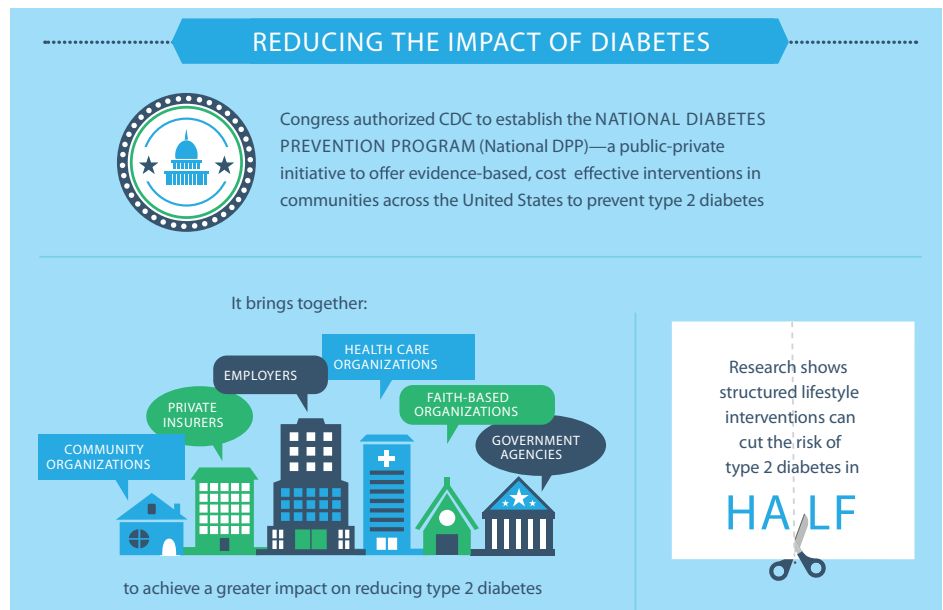 REDUCING THE IMPACT OF DIABETES
Congress authorized CDC to establish the NATIONAL DIABETES
PREVENTION PROGRAM (National DPP)—a public-private
initiative to offer evidence-based, cost effective interventions in
communities across the United States to prevent type 2 diabetes
It brings together:
COMMUNITY
ORGANIZATIONS
PRIVATE
INSURERS
EMPLOYERS
HEALTH CARE
ORGANIZATIONS
FAITH-BASED
ORGANIZATIONS
GOVERNMENT
AGENCIES
to achieve a greater impact on reducing type 2 diabetes
Research shows
structured lifestyle
interventions can
cut the risk of
type 2 diabetes in
HALF